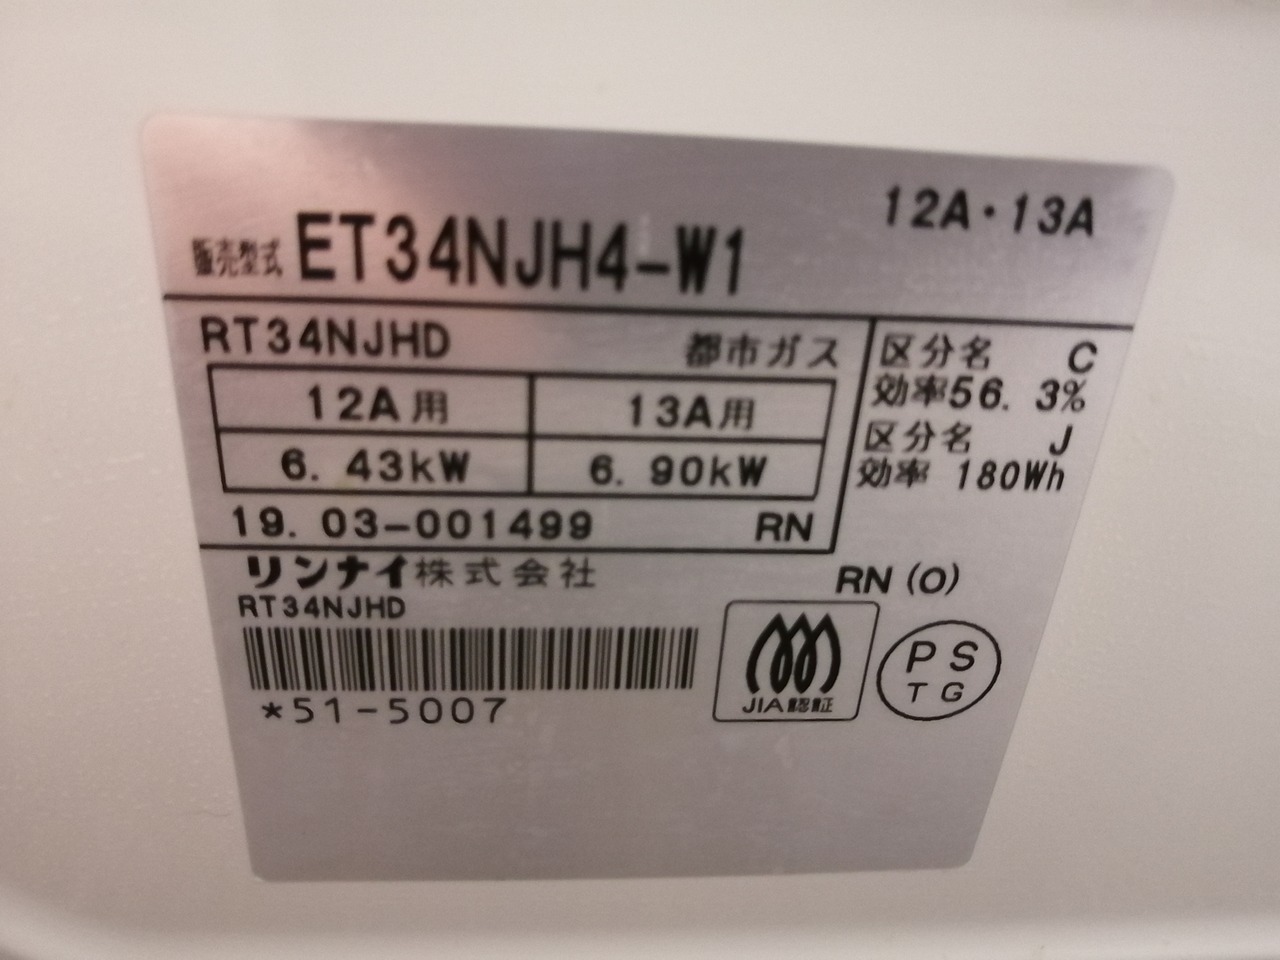 12A・13A
販売型式 ET34NJH4-W1
RT34NJHD 都市ガス
12A用 13A用
6.43kW 6.90kW
19.03-001499 RN
区分名 C
効率56.3%
区分名 J
効率 180Wh
リンナイ株式会社 RN(O)
RT34NJHD
*51-5007
JIA認証
PS
TG